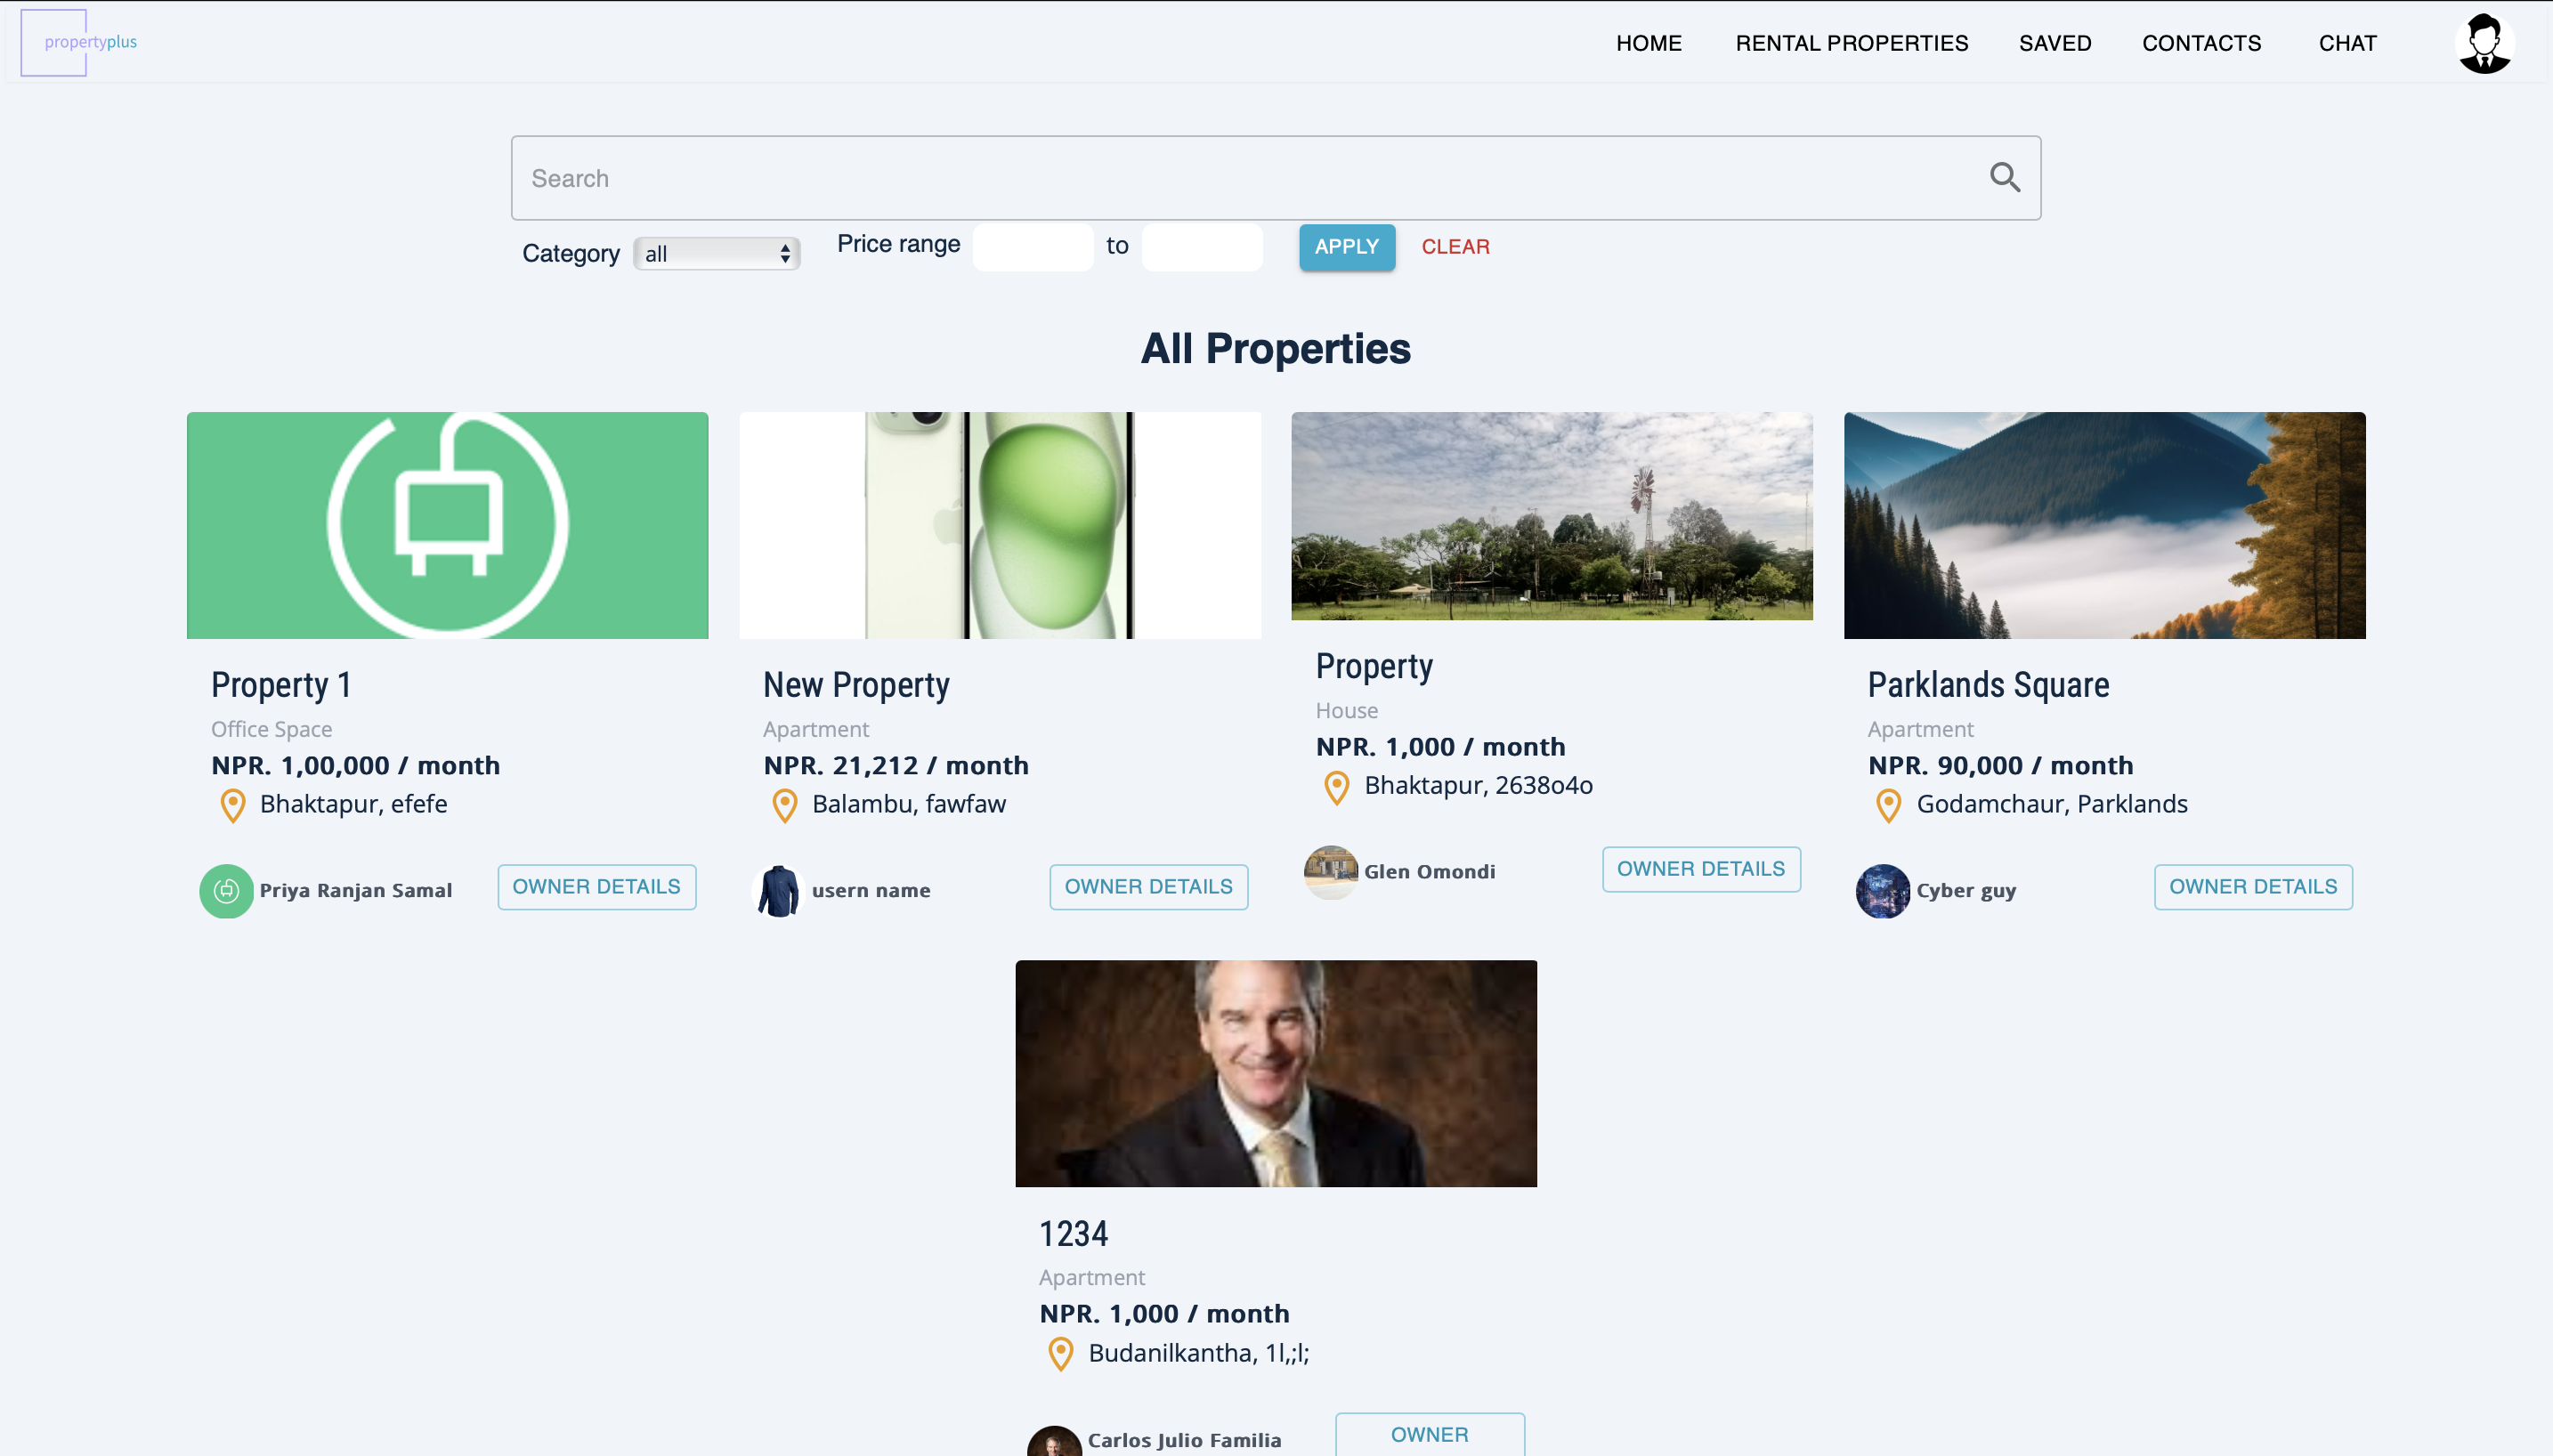 propertyplus
HOME RENTAL PROPERTIES SAVED CONTACTS CHAT
Search
Category all Price range to APPLY CLEAR
All Properties
Property 1
Office Space
NPR. 1,00,000 / month
Bhaktapur, efefe
Priya Ranjan Samal OWNER DETAILS
New Property
Apartment
NPR. 21,212 / month
Balambu, fawfaw
usern name OWNER DETAILS
Property
House
NPR. 1,000 / month
Bhaktapur, 2638o4o
Glen Omondi OWNER DETAILS
Parklands Square
Apartment
NPR. 90,000 / month
Godamchaur, Parklands
Cyber guy OWNER DETAILS
1234
Apartment
NPR. 1,000 / month
Budanilkantha, 1l,;l;
Carlos Julio Familia OWNER